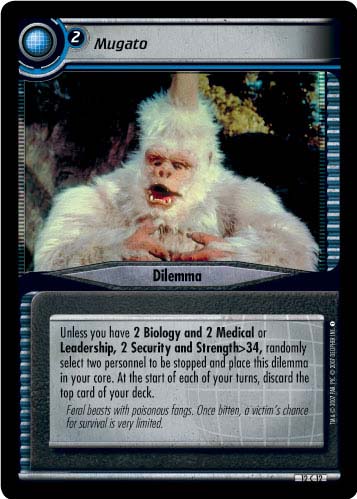 2
Mugato
Dilemma
Unless you have 2 Biology and 2 Medical or
Leadership, 2 Security and Strength>34, randomly
select two personnel to be stopped and place this dilemma
in your core. At the start of each of your turns, discard the
top card of your deck.
Feral beasts with poisonous fangs. Once bitten, a victim's chance
for survival is very limited.
12 C 12